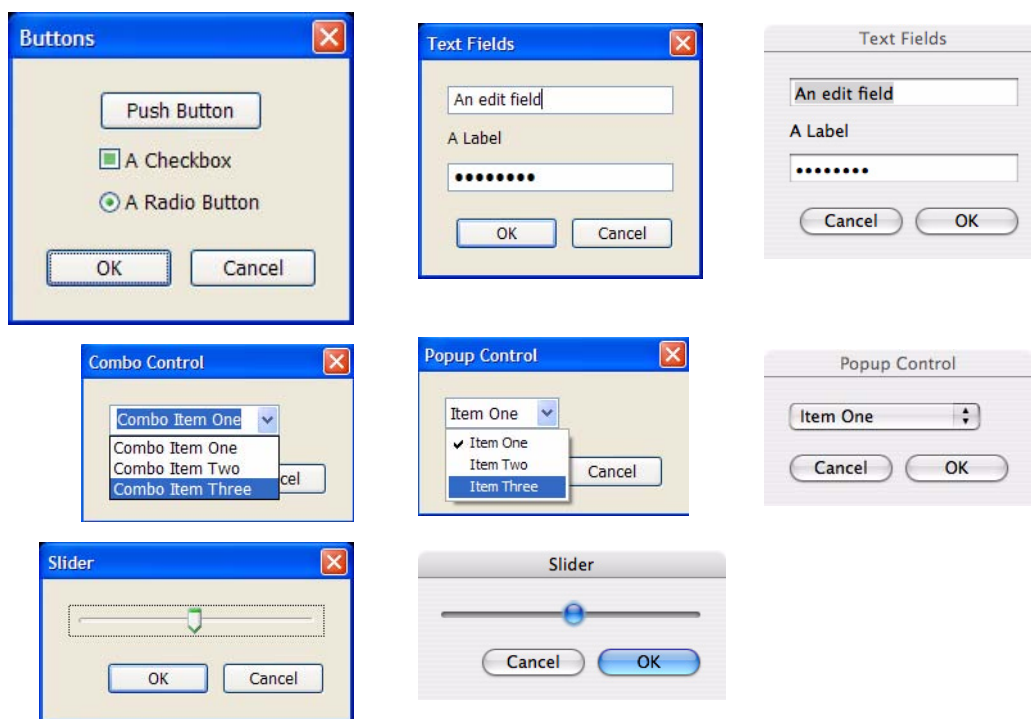 Buttons
Push Button
A Checkbox
A Radio Button
OK Cancel
Text Fields
An edit field
A Label
••••••••
OK Cancel
Text Fields
An edit field
A Label
••••••••
Cancel OK
Combo Control
Combo Item One
Combo Item One
Combo Item Two
Combo Item Three
cel
Popup Control
Item One
✓ Item One
Item Two
Item Three
Cancel
Popup Control
Item One
Cancel OK
Slider
OK Cancel
Slider
Cancel OK